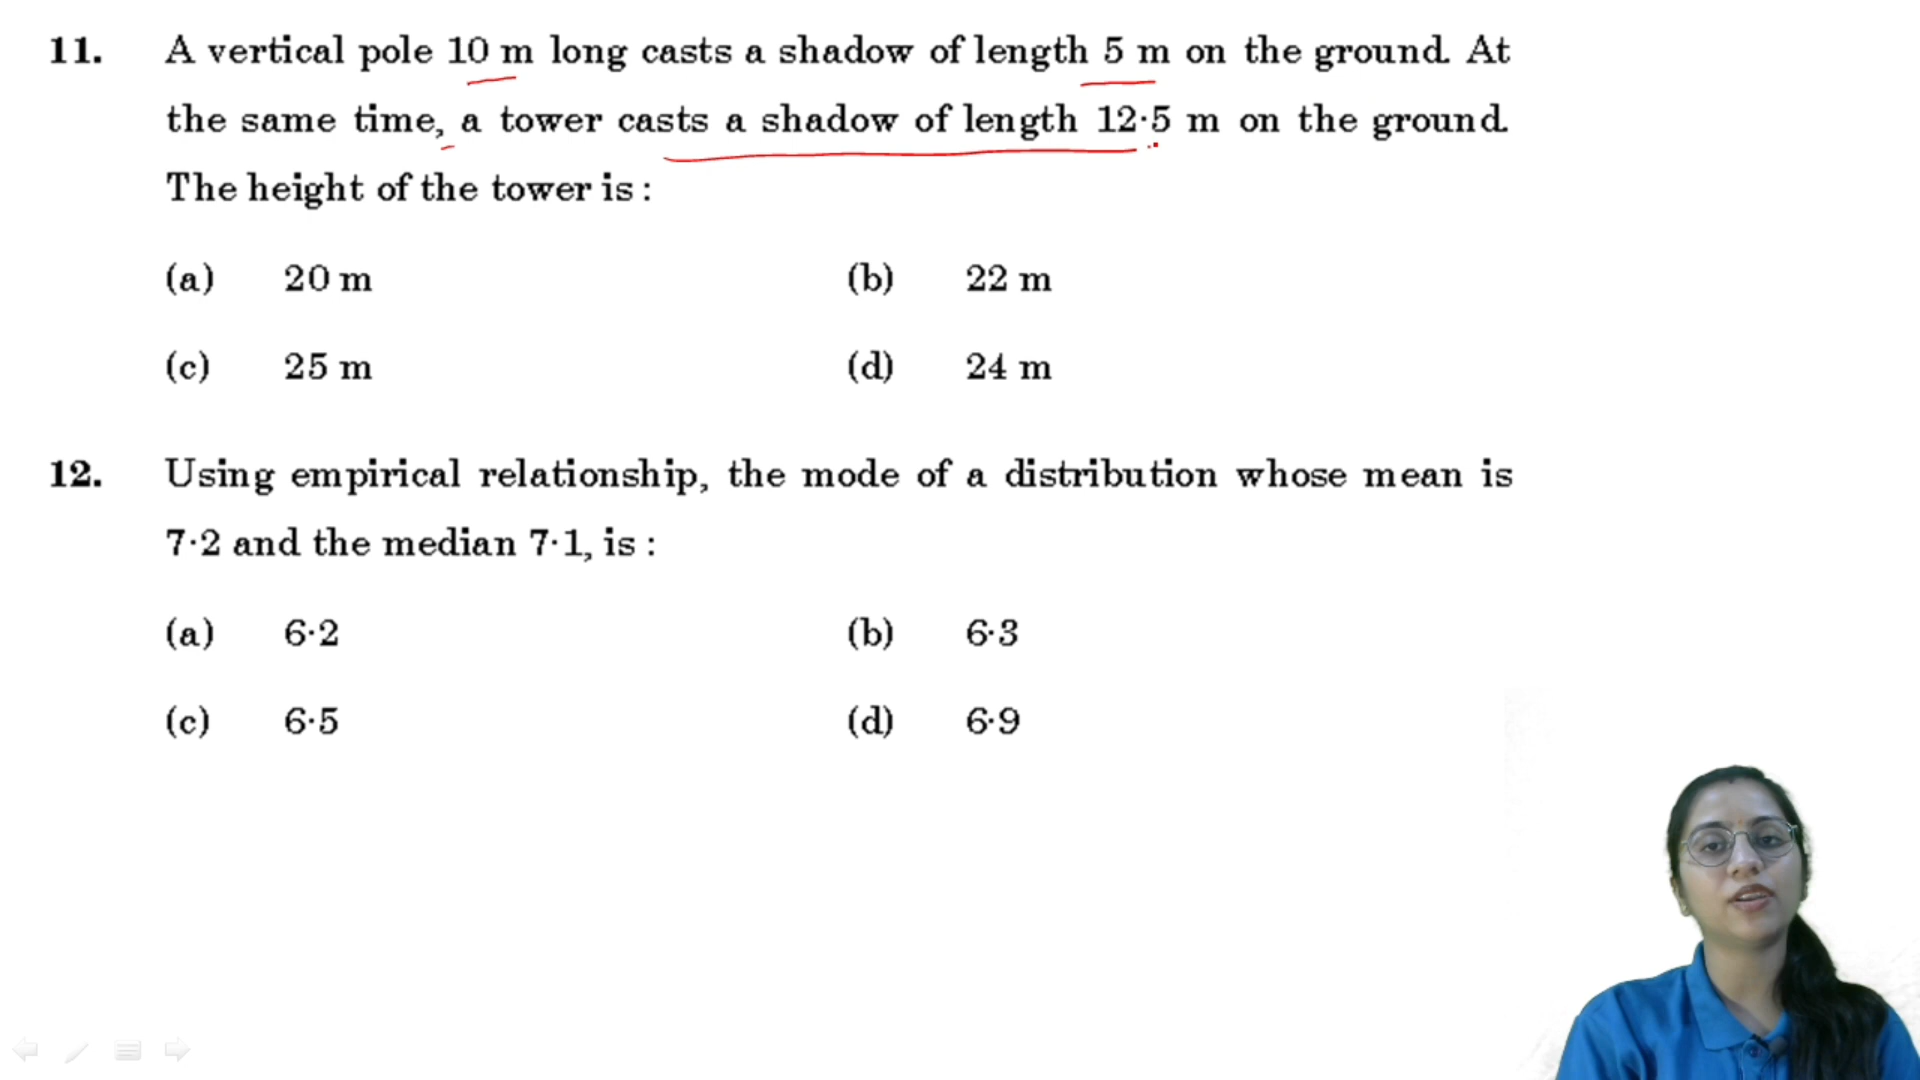 11. A vertical pole 10 m long casts a shadow of length 5 m on the ground. At
the same time, a tower casts a shadow of length 12·5 m on the ground.
The height of the tower is :
(a) 20 m (b) 22 m
(c) 25 m (d) 24 m
12. Using empirical relationship, the mode of a distribution whose mean is
7·2 and the median 7·1, is :
(a) 6·2 (b) 6·3
(c) 6·5 (d) 6·9